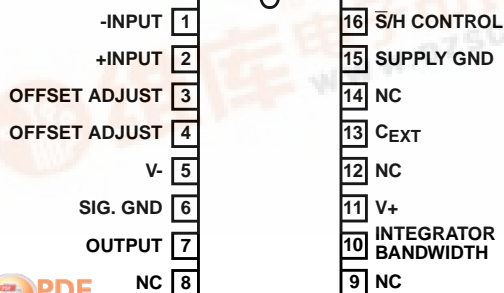 -INPUT 1
+INPUT 2
OFFSET ADJUST 3
OFFSET ADJUST 4
V- 5
SIG. GND 6
OUTPUT 7
NC 8
16 S̅/H CONTROL
15 SUPPLY GND
14 NC
13 CEXT
12 NC
11 V+
10 INTEGRATOR
BANDWIDTH
9 NC
PDF